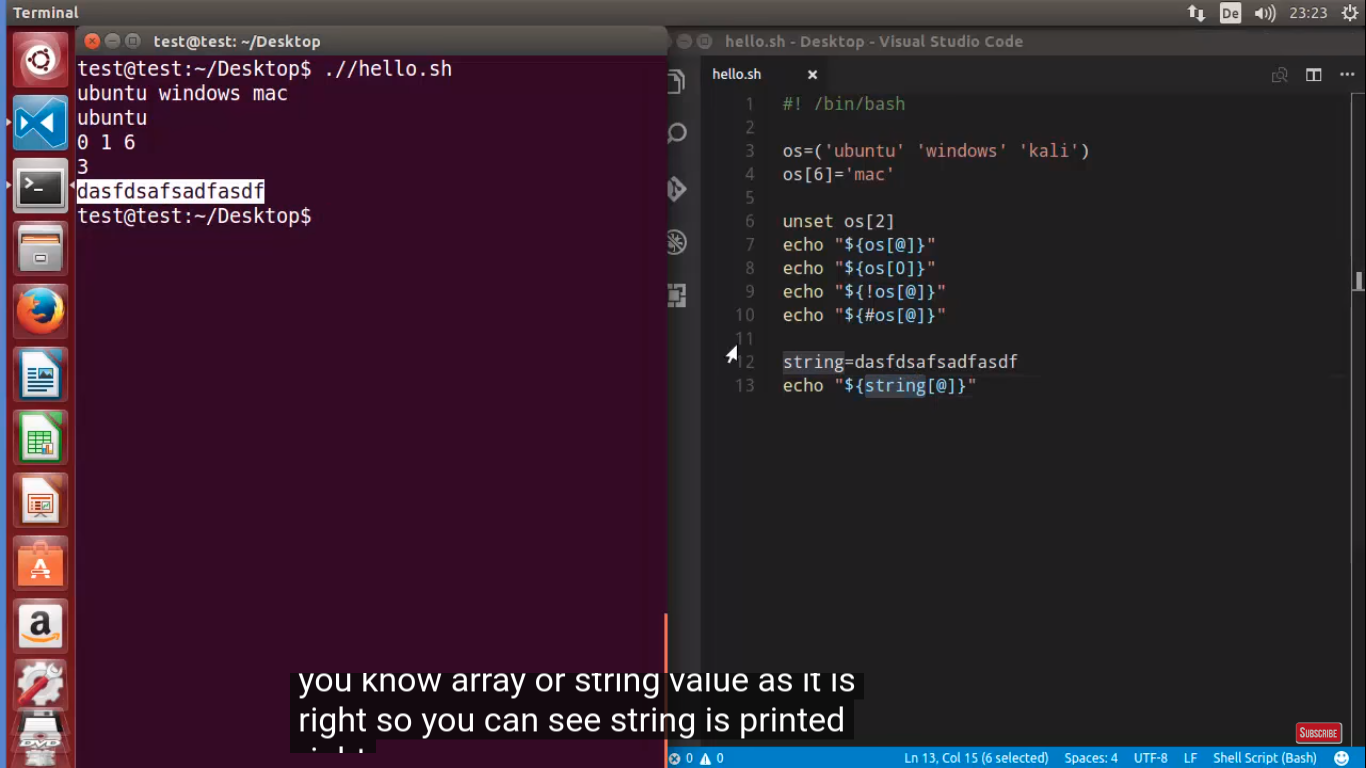 Terminal
De
23:23
test@test: ~/Desktop
test@test:~/Desktop$ .//hello.sh
ubuntu windows mac
ubuntu
0 1 6
3
dasfdsafsadfasdf
test@test:~/Desktop$
hello.sh - Desktop - Visual Studio Code
hello.sh
1 #! /bin/bash
2
3 os=('ubuntu' 'windows' 'kali')
4 os[6]='mac'
5
6 unset os[2]
7 echo "${os[@]}"
8 echo "${os[0]}"
9 echo "${!os[@]}"
10 echo "${#os[@]}"
11
12 string=dasfdsafsadfasdf
13 echo "${string[@]}"
you know array or string value as it is
right so you can see string is printed
SUBSCRIBE
0 0 Ln 13, Col 15 (6 selected) Spaces: 4 UTF-8 LF Shell Script (Bash)